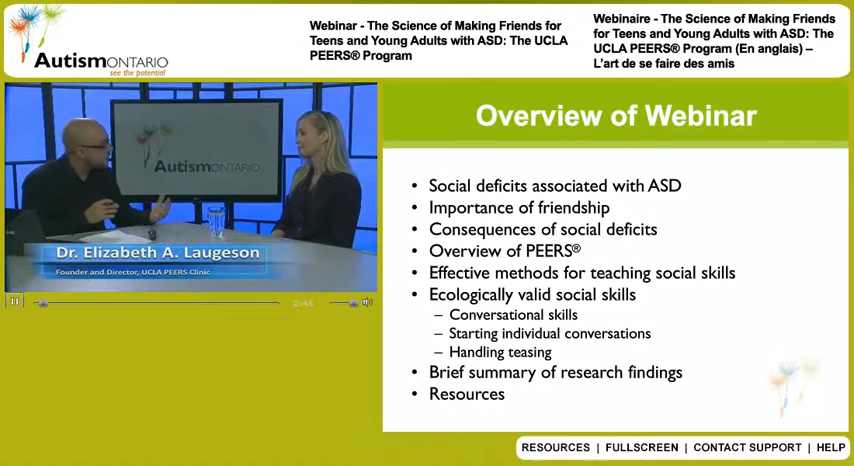 AutismONTARIO
see the potential
Webinar - The Science of Making Friends for
Teens and Young Adults with ASD: The UCLA
PEERS® Program
Webinaire - The Science of Making Friends
for Teens and Young Adults with ASD: The
UCLA PEERS® Program (En anglais) –
L'art de se faire des amis
AutismONTARIO
Dr. Elizabeth A. Laugeson
Founder and Director, UCLA PEERS Clinic
2:46
Overview of Webinar
• Social deficits associated with ASD
• Importance of friendship
• Consequences of social deficits
• Overview of PEERS®
• Effective methods for teaching social skills
• Ecologically valid social skills
– Conversational skills
– Starting individual conversations
– Handling teasing
• Brief summary of research findings
• Resources
RESOURCES | FULLSCREEN | CONTACT SUPPORT | HELP